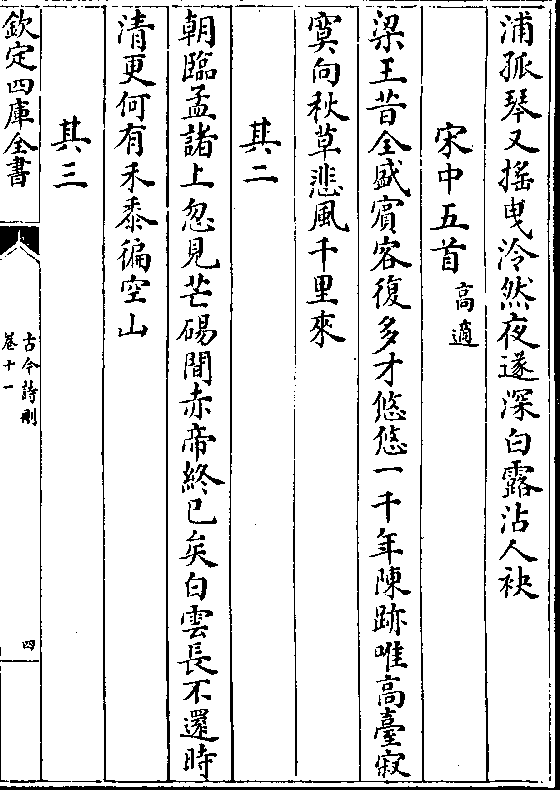 浦孤琴又搖曳泠然夜遂深白露沾人袂
宋中五首 高適
梁王昔全盛賓客復多才悠悠一千年陳跡唯高臺寂
寞向秋草悲風千里來
其二
朝臨孟諸上忽見芒碭間赤帝終已矣白雲長不還時
清更何有禾黍徧空山
其三
欽定四庫全書
古今詩刪
卷十一
四